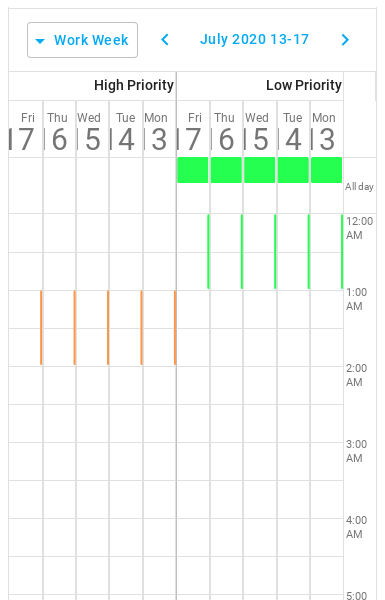 Work Week
July 2020 13-17
High Priority Low Priority
Fri Thu Wed Tue Mon Fri Thu Wed Tue Mon
17 16 15 14 13 17 16 15 14 13
All day
12:00
AM
1:00
AM
2:00
AM
3:00
AM
4:00
AM
5:00